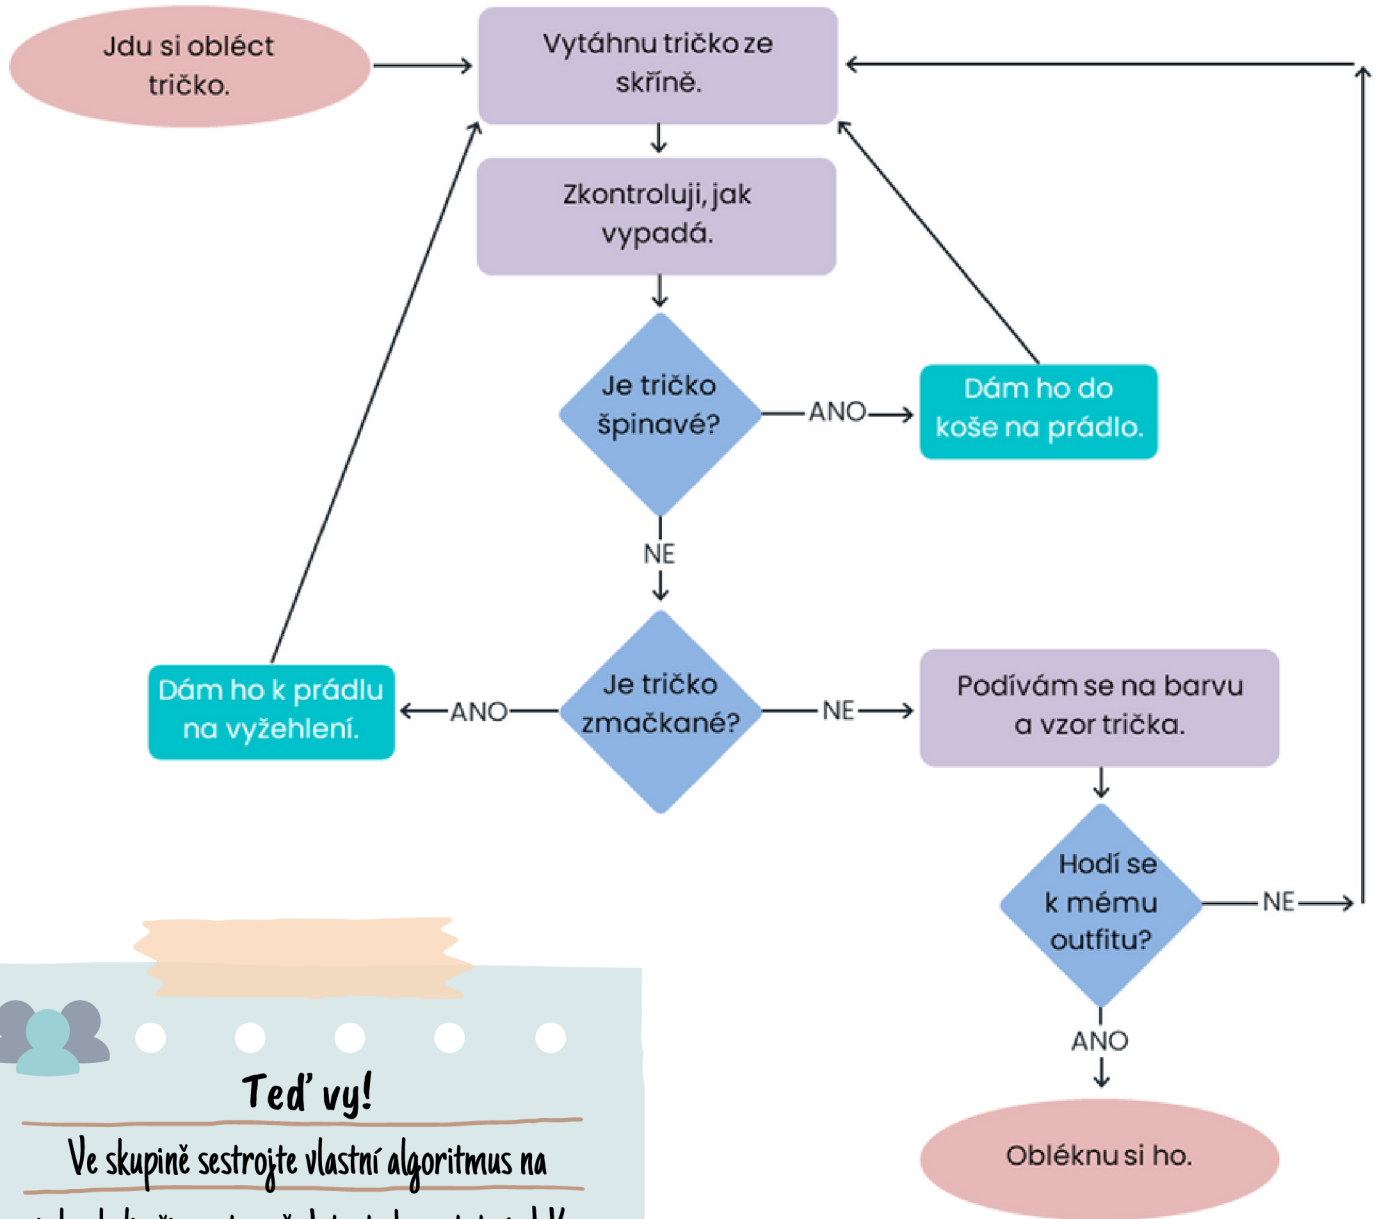 Jdu si obléct
tričko.
Vytáhnu tričko ze
skříně.
Zkontroluji, jak
vypadá.
Je tričko
špinavé?
ANO
Dám ho do
koše na prádlo.
NE
Je tričko
zmačkané?
ANO
Dám ho k prádlu
na vyžehlení.
NE
Podívám se na barvu
a vzor trička.
Hodí se
k mému
outfitu?
NE
ANO
Obléknu si ho.
Teď vy!
Ve skupině sestrojte vlastní algoritmus na